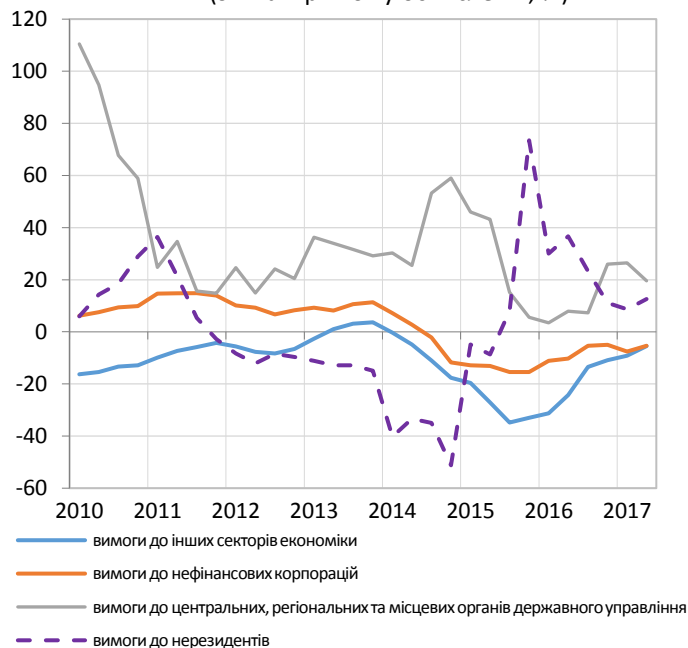 120
100
80
60
40
20
0
-20
-40
-60
2010 2011 2012 2013 2014 2015 2016 2017
вимоги до інших секторів економіки
вимоги до нефінансових корпорацій
вимоги до центральних, регіональних та місцевих органів державного управління
вимоги до нерезидентів